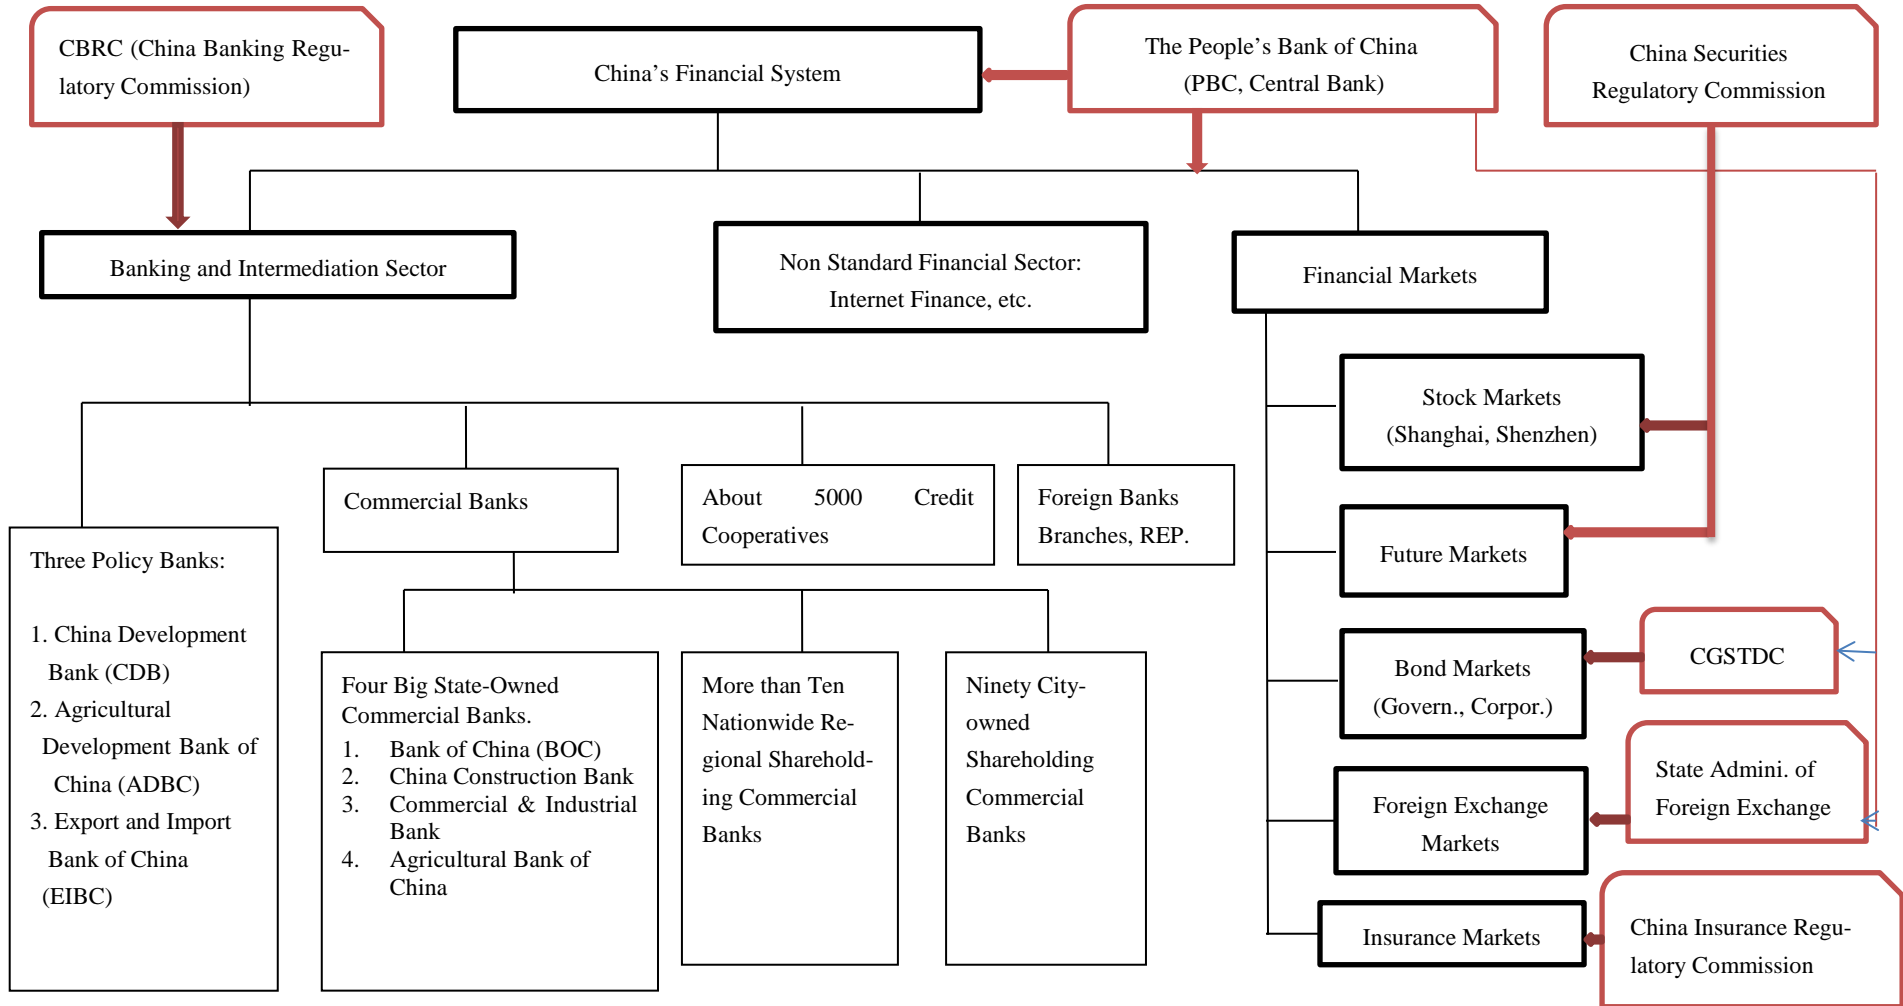 CBRC (China Banking Regu-
latory Commission)
China’s Financial System
The People’s Bank of China
(PBC, Central Bank)
China Securities
Regulatory Commission
Banking and Intermediation Sector
Non Standard Financial Sector:
Internet Finance, etc.
Financial Markets
Stock Markets
(Shanghai, Shenzhen)
Commercial Banks
About 5000 Credit
Cooperatives
Foreign Banks
Branches, REP.
Future Markets
Three Policy Banks:
1. China Development
Bank (CDB)
2. Agricultural
Development Bank of
China (ADBC)
3. Export and Import
Bank of China
(EIBC)
Four Big State-Owned
Commercial Banks.
1. Bank of China (BOC)
2. China Construction Bank
3. Commercial & Industrial
Bank
4. Agricultural Bank of
China
More than Ten
Nationwide Re-
gional Sharehold-
ing Commercial
Banks
Ninety City-
owned
Shareholding
Commercial
Banks
Bond Markets
(Govern., Corpor.)
CGSTDC
Foreign Exchange
Markets
State Admini. of
Foreign Exchange
Insurance Markets
China Insurance Regu-
latory Commission